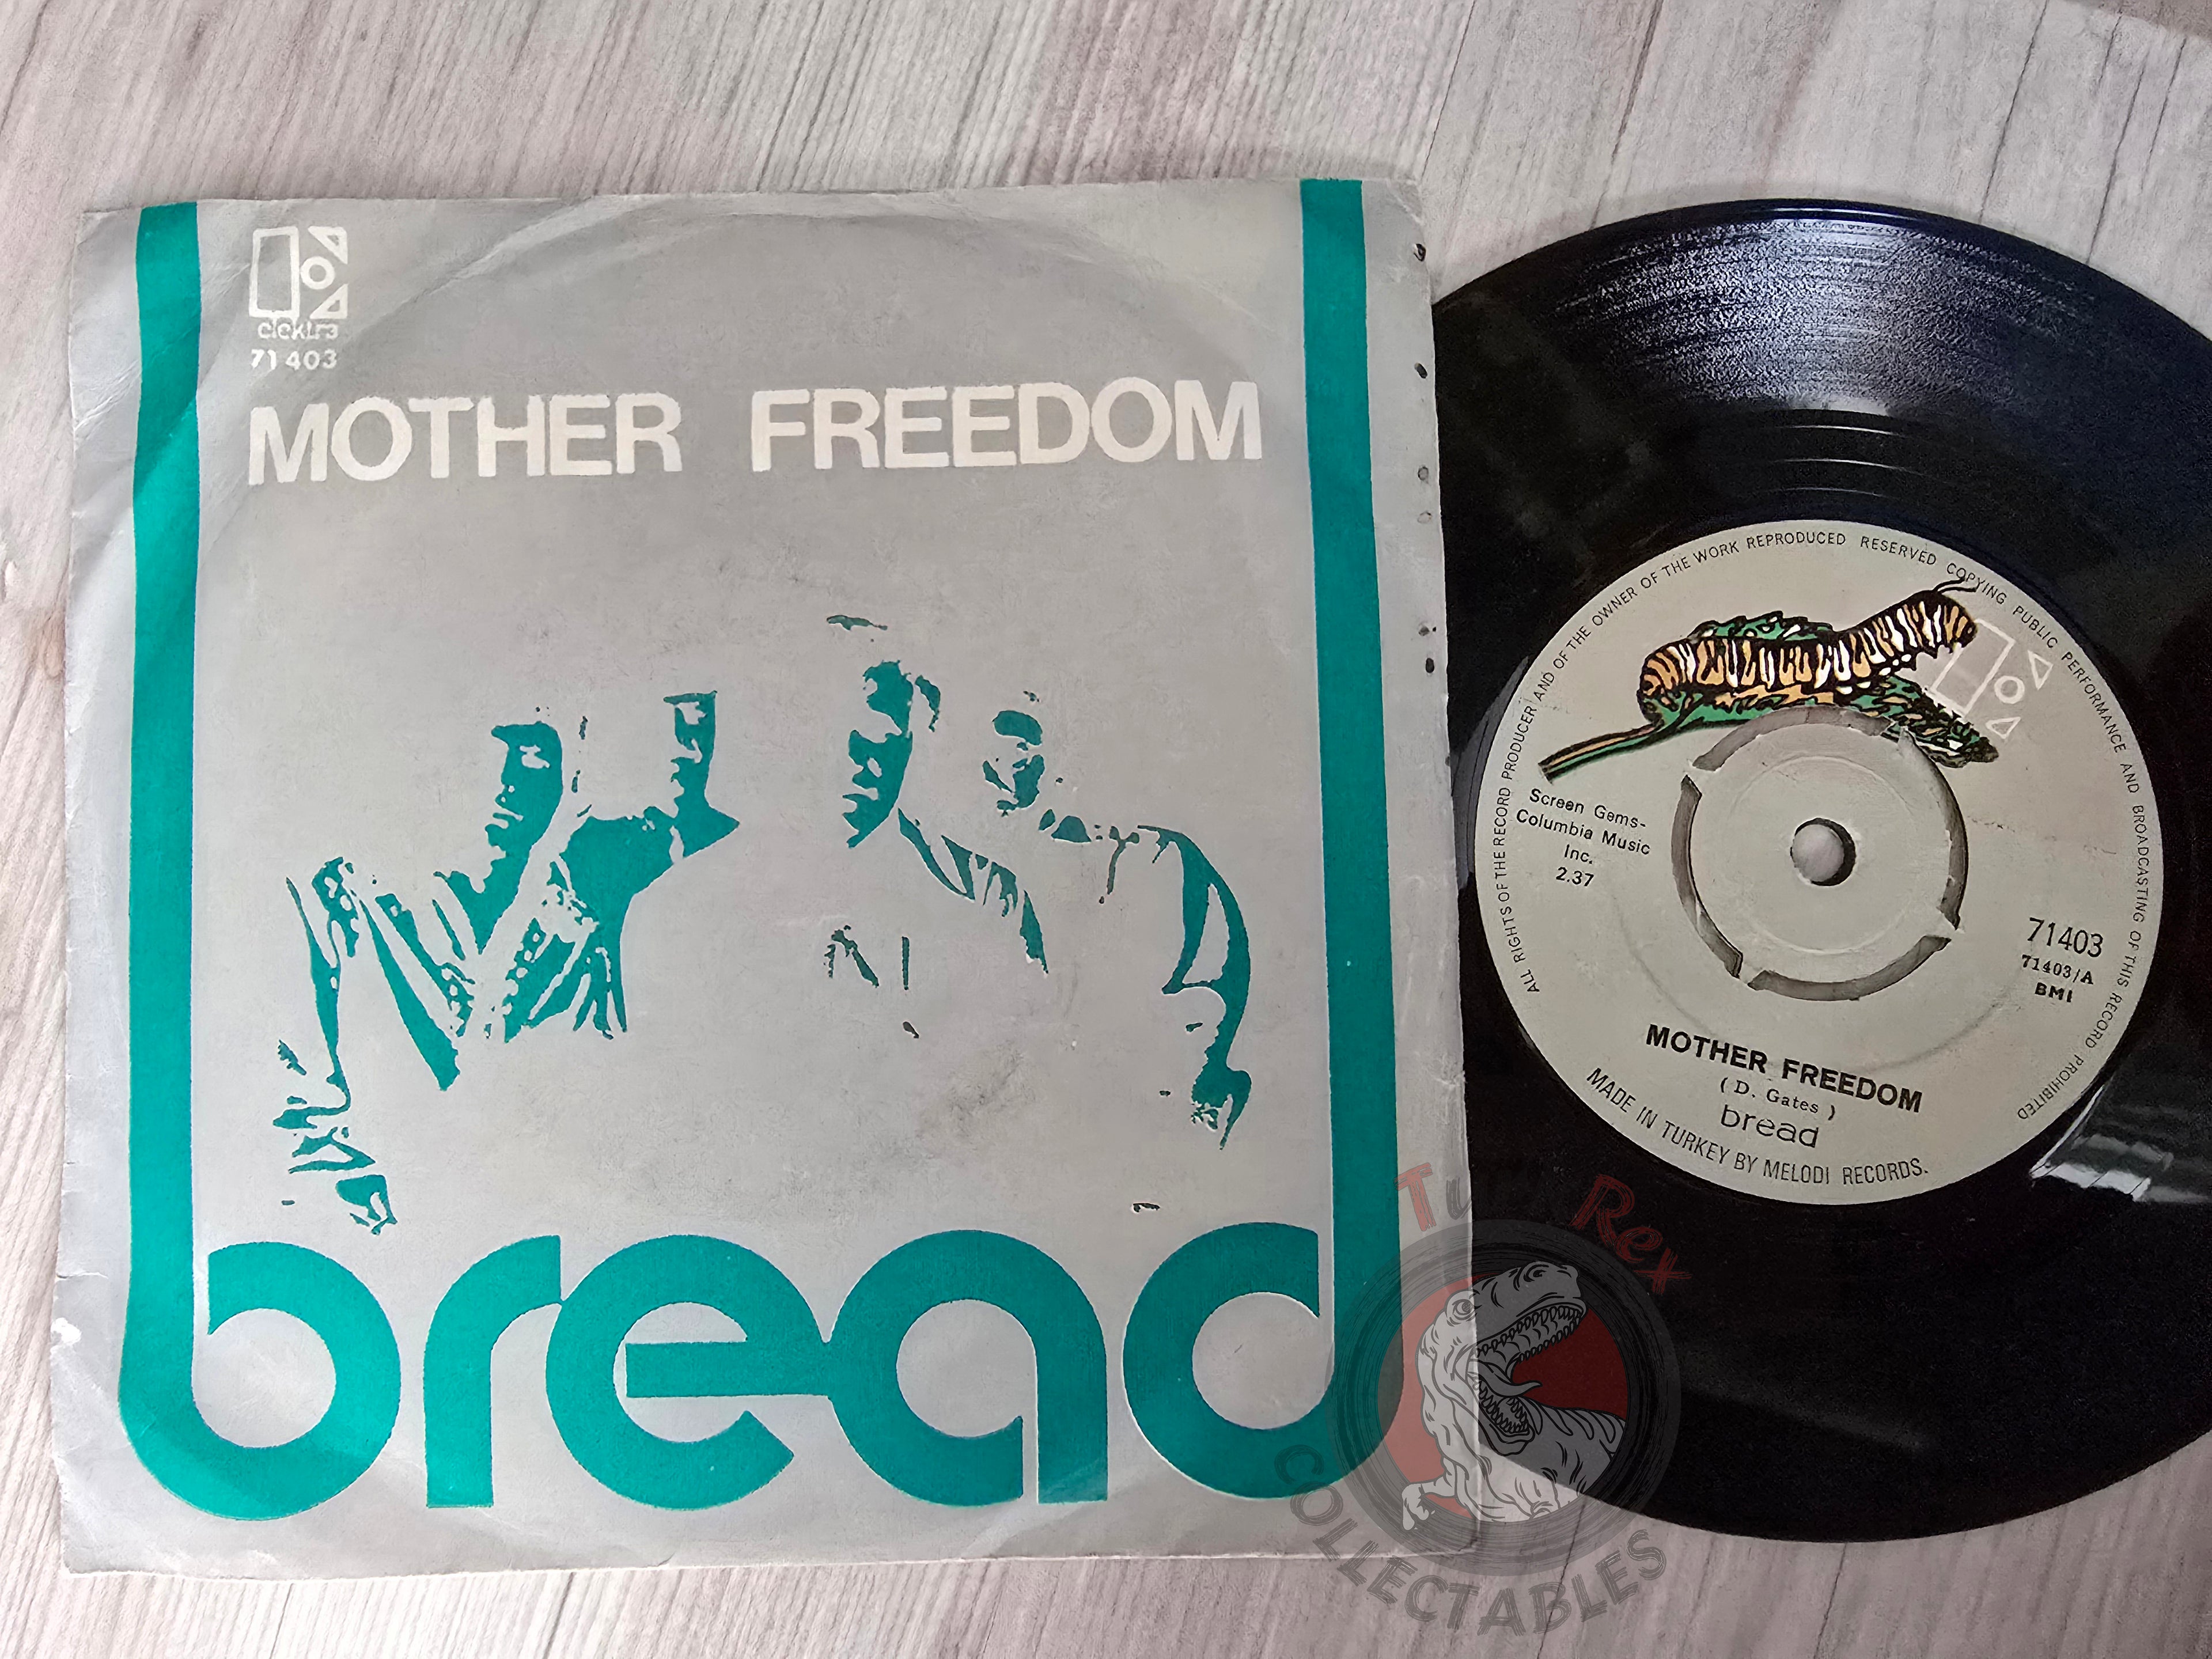 elektra
71 403
MOTHER FREEDOM
bread
ALL RIGHTS OF THE RECORD PRODUCER AND OF THE OWNER OF THE WORK REPRODUCED RESERVED COPYING PUBLIC PERFORMANCE AND BROADCASTING OF THIS RECORD PROHIBITED
Screen Gems-
Columbia Music
Inc.
2.37
71403
71403/A
BMI
MOTHER FREEDOM
( D. Gates )
bread
MADE IN TURKEY BY MELODI RECORDS.
Rex
COLLECTABLES